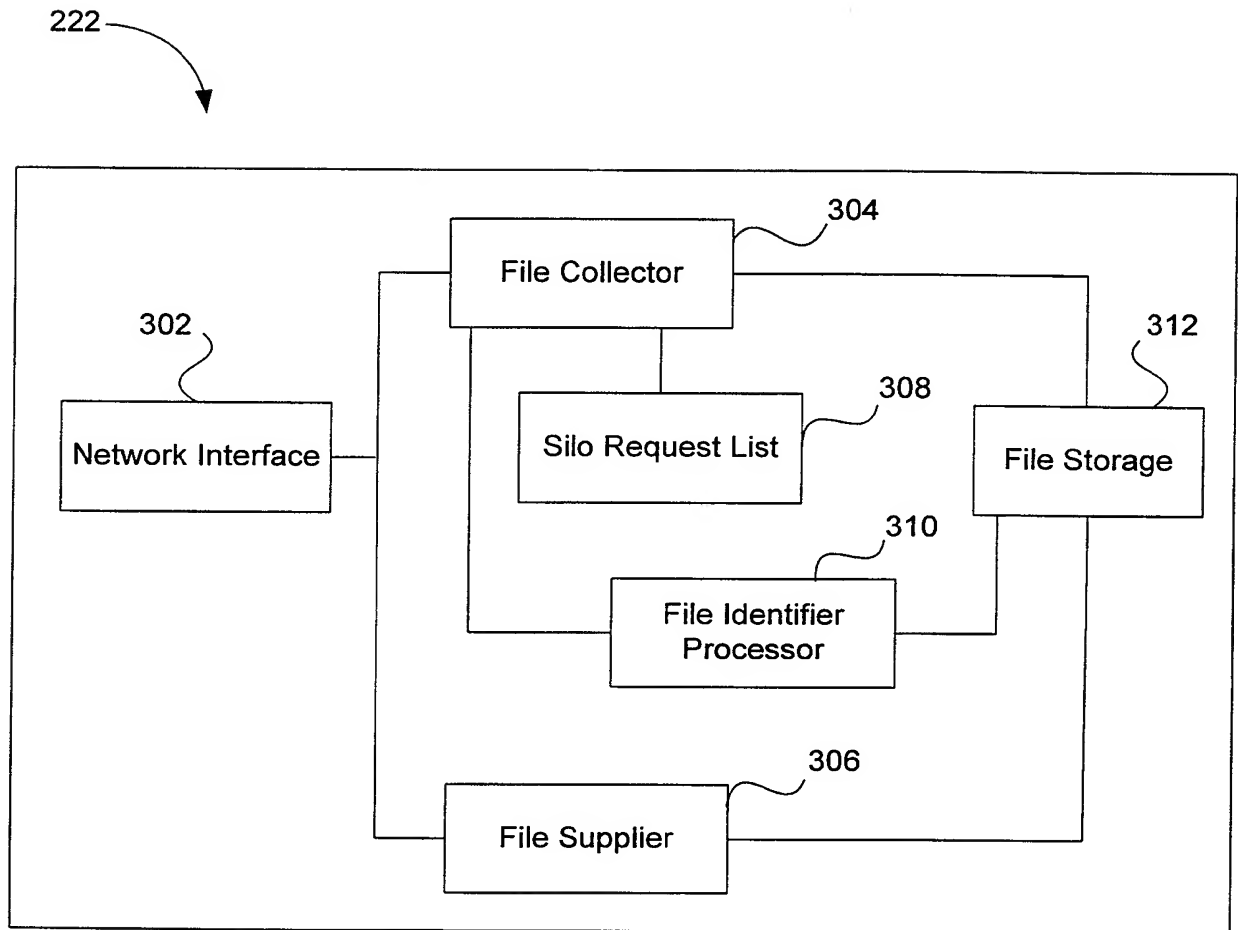 222
304
File Collector
302
312
308
Network Interface
Silo Request List
File Storage
310
File Identifier
Processor
306
File Supplier